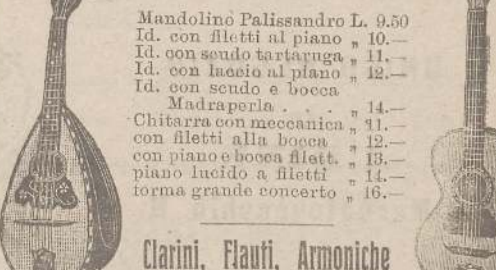 Mandolino Palissandro L. 9.50
Id. con filetti al piano „ 10.—
Id. con scudo tartaruga „ 11.—
Id. con laccio al piano „ 12.—
Id. con scudo e bocca
Madraperla . . . „ 14.—
Chitarra con meccanica „ 11.—
con filetti alla bocca „ 12.—
con piano e bocca filett. „ 13.—
piano lucido a filetti „ 14.—
forma grande concerto „ 16.—
Clarini, Flauti, Armoniche